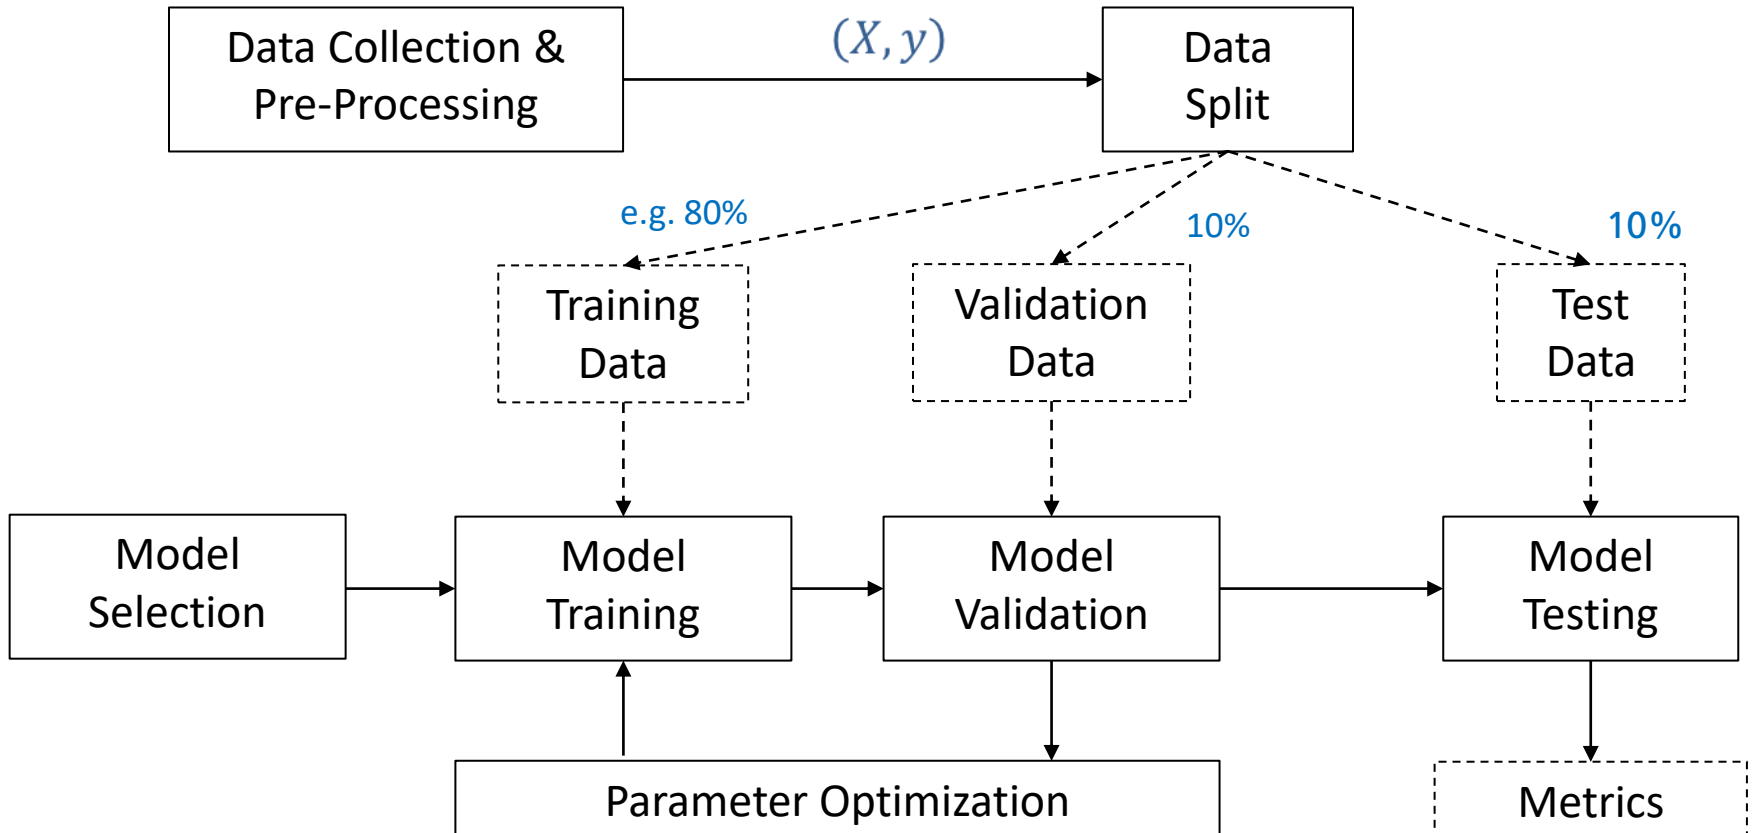 Data Collection &
Pre-Processing
(X, y)
Data
Split
e.g. 80%
10%
10%
Training
Data
Validation
Data
Test
Data
Model
Selection
Model
Training
Model
Validation
Model
Testing
Parameter Optimization
Metrics